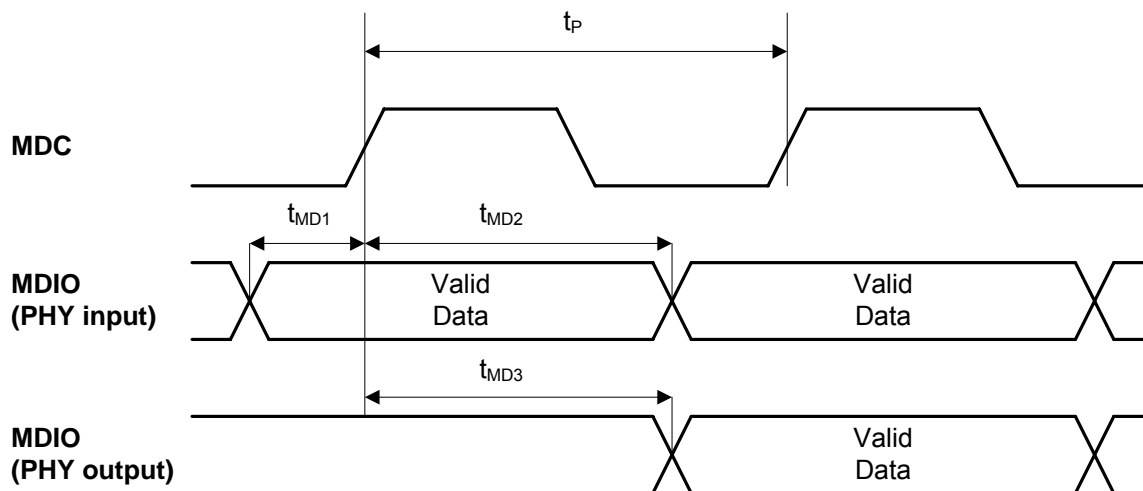 tP
MDC
tMD1
tMD2
MDIO
(PHY input)
Valid
Data
Valid
Data
tMD3
MDIO
(PHY output)
Valid
Data